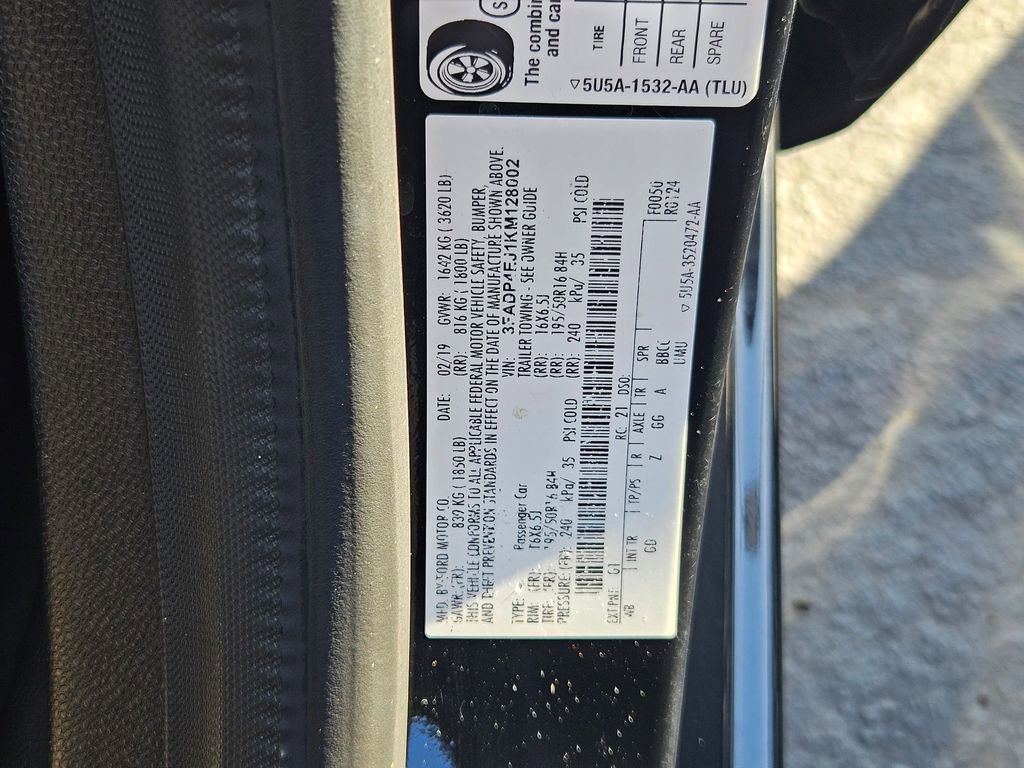 The combin
and car
TIRE
FRONT
REAR
SPARE
5U5A-1532-AA (TLU)
MFD. BY FORD MOTOR CO.
DATE: 02/19 GVWR: 1642 KG ( 3620 LB)
GAWR:(FR): 839 KG ( 1850 LB) (RR): 816 KG ( 1800 LB)
THIS VEHICLE CONFORMS TO ALL APPLICABLE FEDERAL MOTOR VEHICLE SAFETY, BUMPER,
AND THEFT PREVENTION STANDARDS IN EFFECT ON THE DATE OF MANUFACTURE SHOWN ABOVE.
VIN: 3FADP4EJ1KM128002
TYPE: Passenger Car TRAILER TOWING - SEE OWNER GUIDE
RIM: (FR): 16X6.5J (RR): 16X6.5J
TIRE: (FR): 195/50R16 84H (RR): 195/50R16 84H
PRESSURE:(FR): 240 kPa/ 35 PSI COLD (RR): 240 kPa/ 35 PSI COLD
EXT PNT: G1 RC: 21 DSO: F0050
WB INT TR TP/PS R AXLE TR SPR R0124
GD Z GG A BBCC
UMU
5U5A-3520472-AA